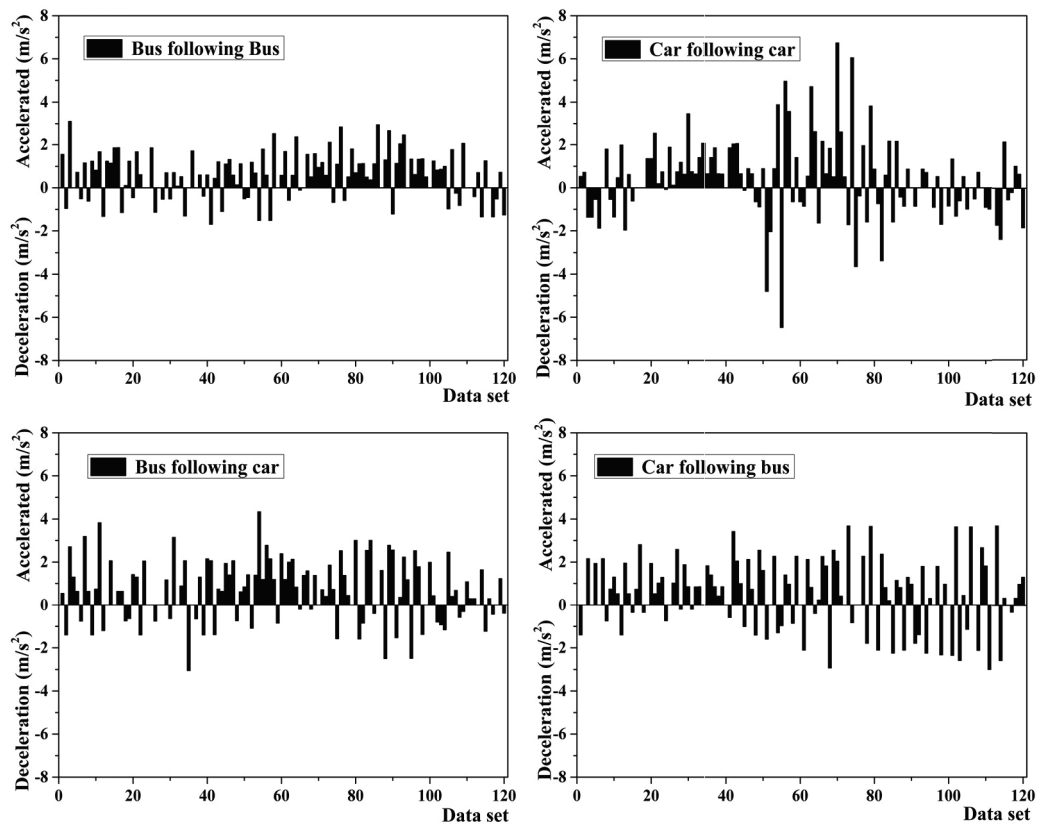 Accelerated (m/s²)
Deceleration (m/s²)
8
6
4
2
0
-2
-4
-6
-8
Bus following Bus
0 20 40 60 80 100 120
Data set
Accelerated (m/s²)
Deceleration (m/s²)
8
6
4
2
0
-2
-4
-6
-8
Car following car
0 20 40 60 80 100 120
Data set
Accelerated (m/s²)
Deceleration (m/s²)
8
6
4
2
0
-2
-4
-6
-8
Bus following car
0 20 40 60 80 100 120
Data set
Accelerated (m/s²)
Deceleration (m/s²)
8
6
4
2
0
-2
-4
-6
-8
Car following bus
0 20 40 60 80 100 120
Data set